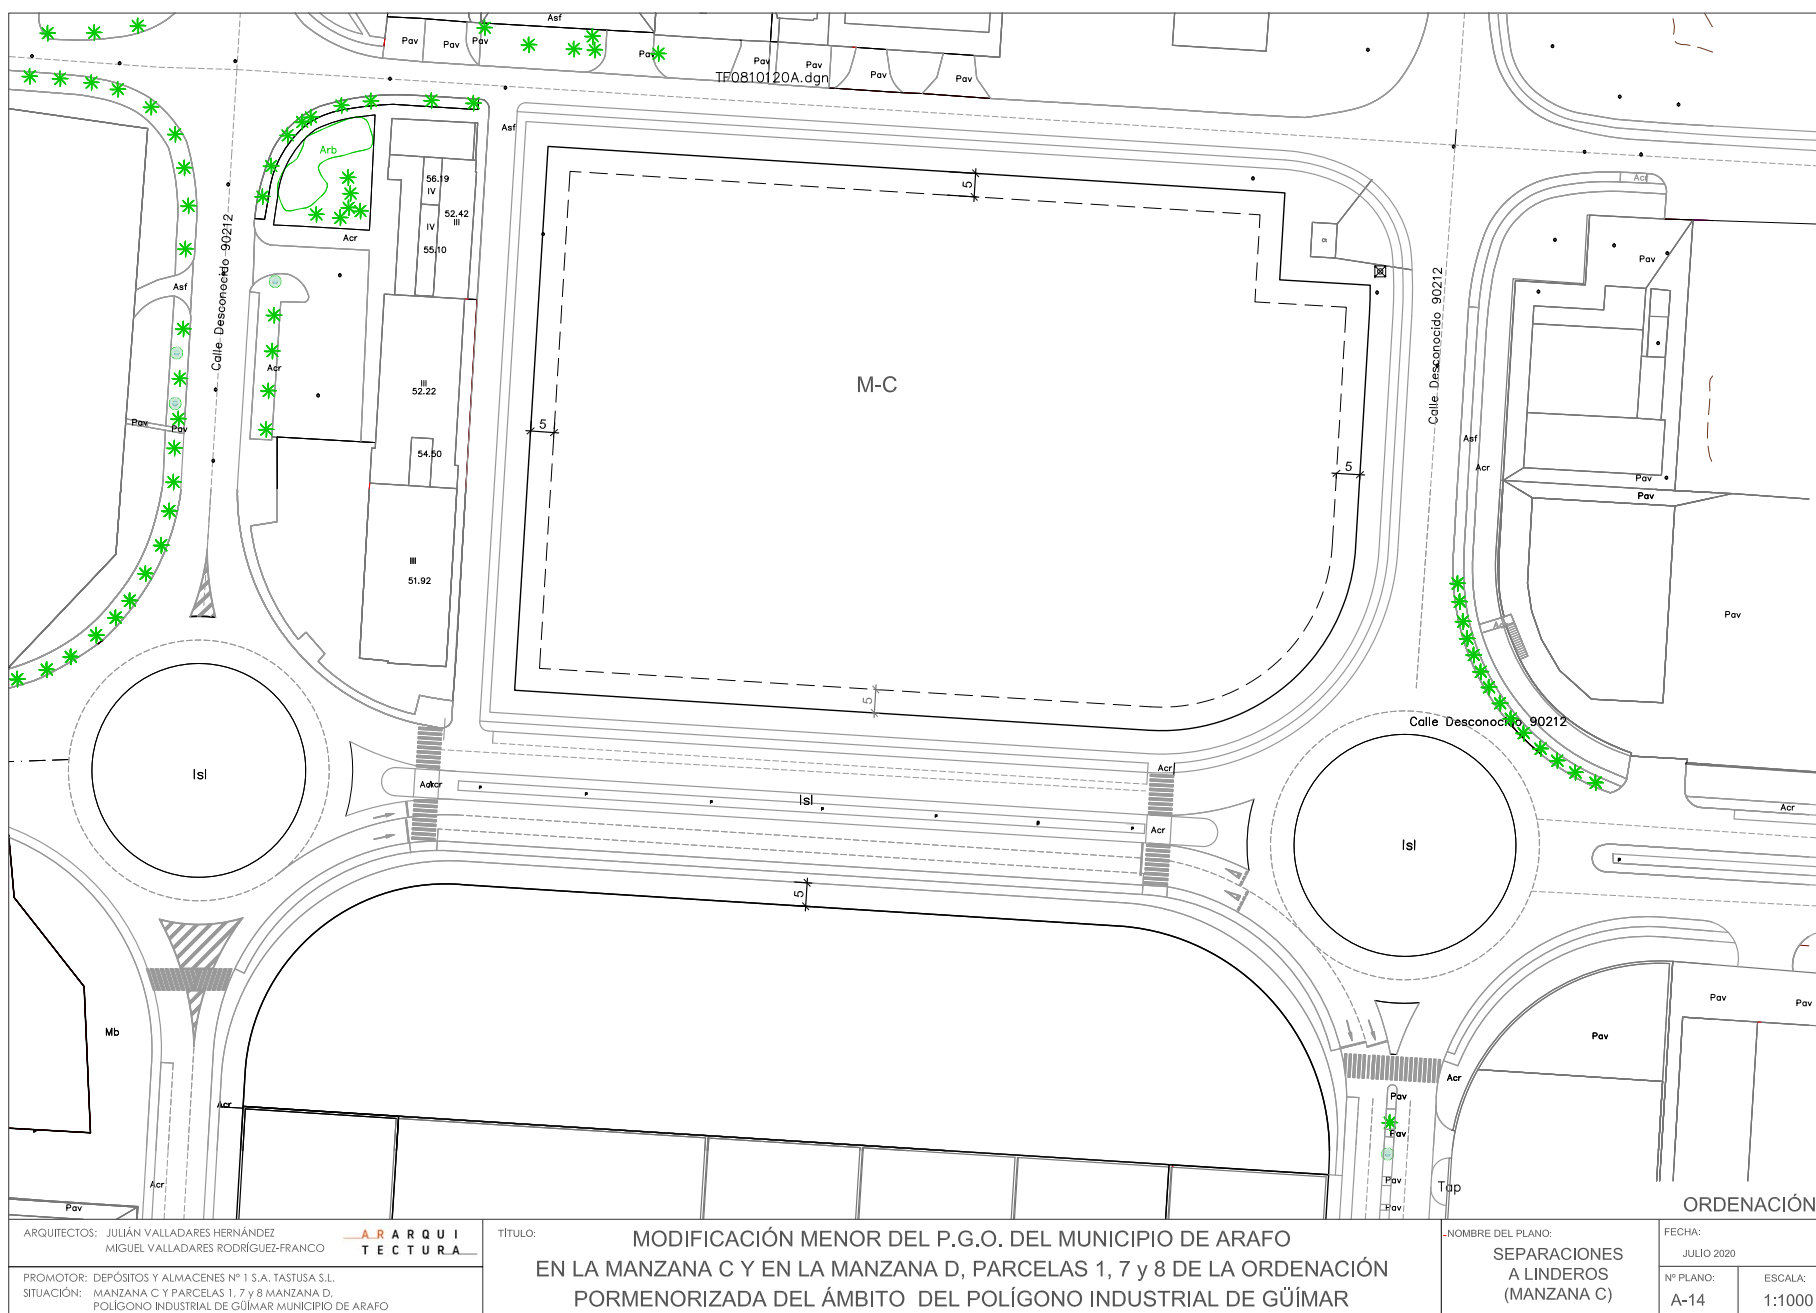 Asf
Pav
Pav
Pav
Pav
Pav
Pav
Pav
Pav
TF0810120A.dgn
Asf
Arb
Acr
56.19
IV
52.42
III
IV
55.10
5
Acr
Calle Desconocido 90212
Asf
Acr
Pav
Pav
III
52.22
54.50
III
51.92
M-C
5
5
5
Calle Desconocido 90212
Pav
Asf
Acr
Pav
Pav
Pav
Calle Desconocido 90212
Isl
Acr
Isl
Acr
Acr
Isl
Acr
5
Mb
Acr
Acr
Pav
Pav
Pav
Pav
Acr
Pav
Pav
Pav
Pav
Tap
ORDENACIÓN
ARQUITECTOS: JULIÁN VALLADARES HERNÁNDEZ
MIGUEL VALLADARES RODRÍGUEZ-FRANCO
ARARQUI
TECTURA
PROMOTOR: DEPÓSITOS Y ALMACENES Nº 1 S.A. TASTUSA S.L.
SITUACIÓN: MANZANA C Y PARCELAS 1, 7 y 8 MANZANA D.
POLÍGONO INDUSTRIAL DE GÜÍMAR MUNICIPIO DE ARAFO
TÍTULO:
MODIFICACIÓN MENOR DEL P.G.O. DEL MUNICIPIO DE ARAFO
EN LA MANZANA C Y EN LA MANZANA D, PARCELAS 1, 7 y 8 DE LA ORDENACIÓN
PORMENORIZADA DEL ÁMBITO DEL POLÍGONO INDUSTRIAL DE GÜÍMAR
NOMBRE DEL PLANO:
SEPARACIONES
A LINDEROS
(MANZANA C)
FECHA:
JULIO 2020
Nº PLANO:
A-14
ESCALA:
1:1000